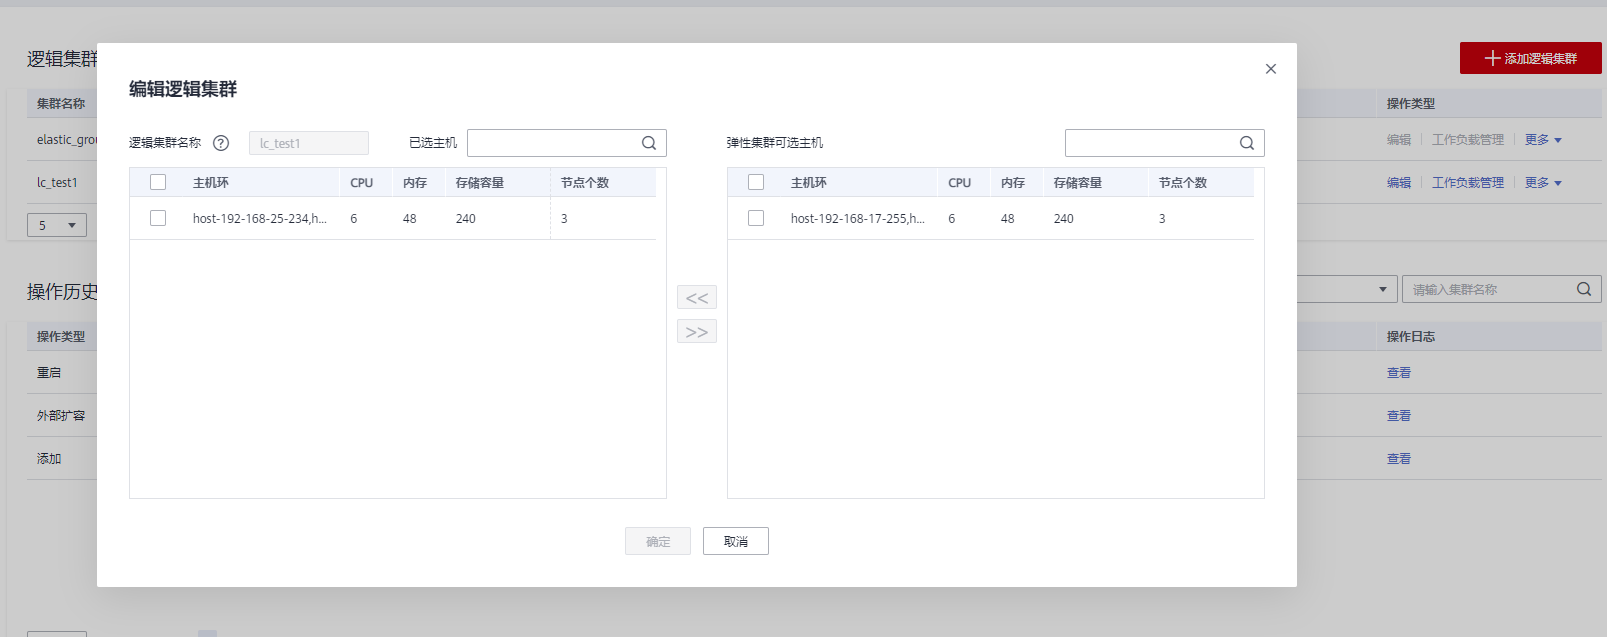 逻辑集群
添加逻辑集群
集群名称
操作类型
elastic_grou
编辑 工作负载管理 更多
lc_test1
编辑 工作负载管理 更多
5
编辑逻辑集群
逻辑集群名称 ? lc_test1 已选主机
弹性集群可选主机
主机环 CPU 内存 存储容量 节点个数
host-192-168-25-234,h... 6 48 240 3
主机环 CPU 内存 存储容量 节点个数
host-192-168-17-255,h... 6 48 240 3
<<
>>
确定 取消
操作历史
请输入集群名称
操作类型
操作日志
重启
查看
外部扩容
查看
添加
查看